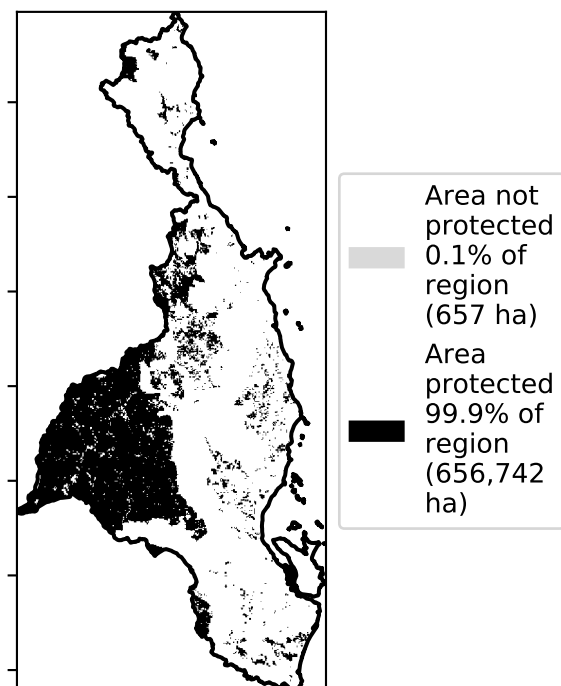 Area not
protected
0.1% of
region
(657 ha)
Area
protected
99.9% of
region
(656,742
ha)